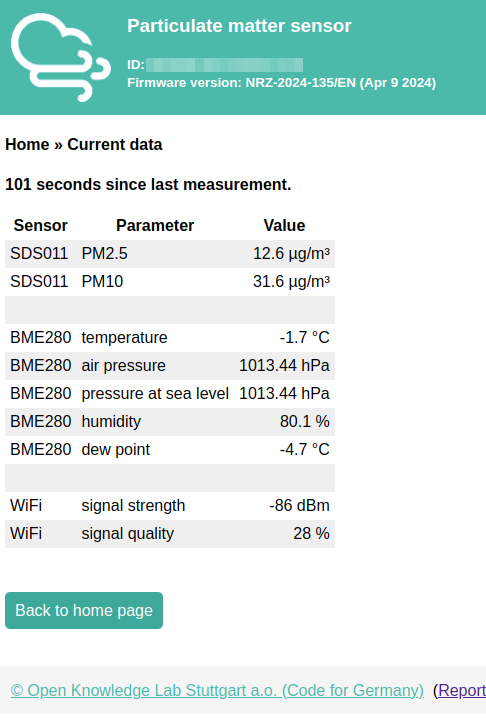 Particulate matter sensor
ID:
Firmware version: NRZ-2024-135/EN (Apr 9 2024)
Home » Current data
101 seconds since last measurement.
Sensor Parameter Value
SDS011 PM2.5 12.6 µg/m³
SDS011 PM10 31.6 µg/m³
BME280 temperature -1.7 °C
BME280 air pressure 1013.44 hPa
BME280 pressure at sea level 1013.44 hPa
BME280 humidity 80.1 %
BME280 dew point -4.7 °C
WiFi signal strength -86 dBm
WiFi signal quality 28 %
Back to home page
© Open Knowledge Lab Stuttgart a.o. (Code for Germany) (Report